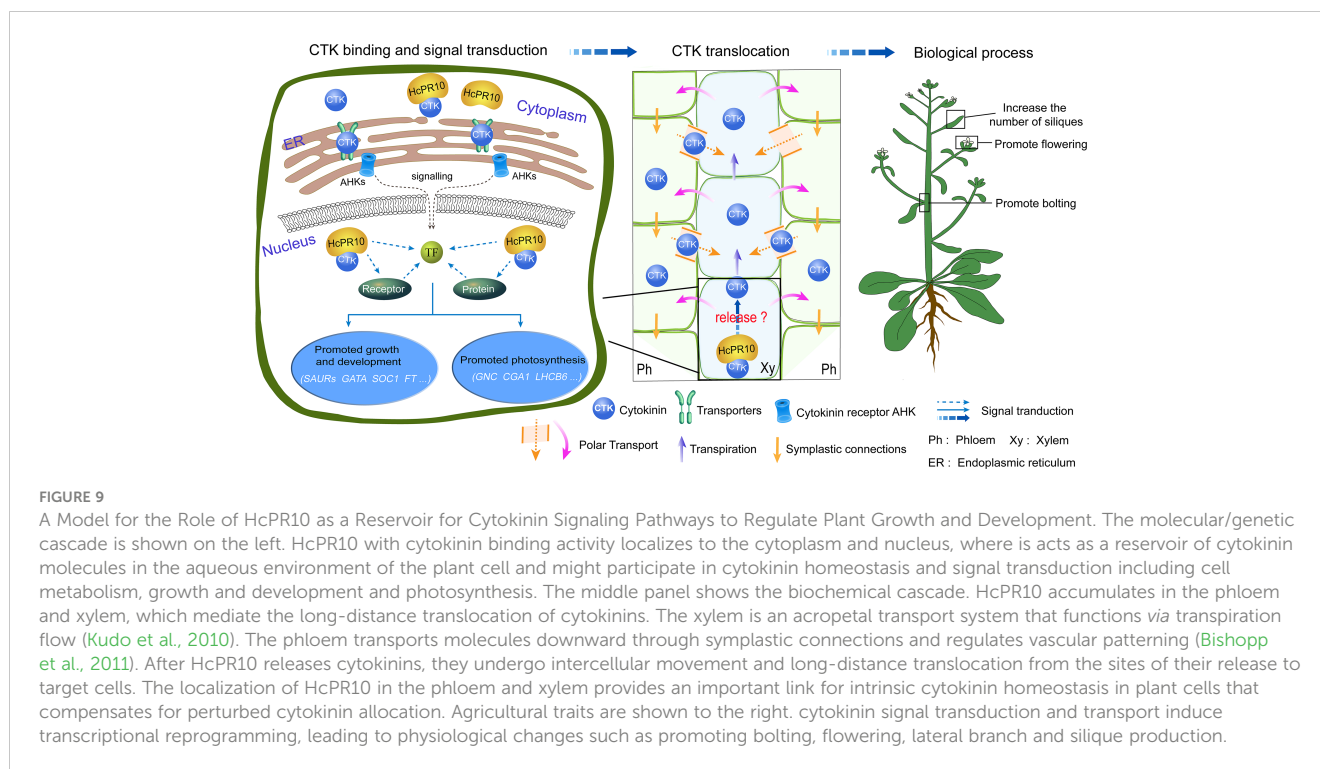 CTK binding and signal transduction
CTK translocation
Biological process
CTK
HcPR10
CTK
HcPR10
Cytoplasm
ER
CTK
CTK
AHKs
signalling
AHKs
Nucleus
HcPR10
CTK
TF
HcPR10
CTK
Receptor
Protein
Promoted growth
and development
(SAURs GATA SOC1 FT ...)
Promoted photosynthesis
(GNC CGA1 LHCB6 ...)
CTK
CTK
CTK
CTK
CTK
CTK
CTK
CTK
CTK
CTK
CTK
release ?
HcPR10
CTK
Ph
Xy
Ph
Increase the
number of siliques
Promote flowering
Promote bolting
CTK Cytokinin
Transporters
Cytokinin receptor AHK
Signal tranduction
Polar Transport
Transpiration
Symplastic connections
Ph : Phloem Xy : Xylem
ER : Endoplasmic reticulum
FIGURE 9
A Model for the Role of HcPR10 as a Reservoir for Cytokinin Signaling Pathways to Regulate Plant Growth and Development. The molecular/genetic
cascade is shown on the left. HcPR10 with cytokinin binding activity localizes to the cytoplasm and nucleus, where is acts as a reservoir of cytokinin
molecules in the aqueous environment of the plant cell and might participate in cytokinin homeostasis and signal transduction including cell
metabolism, growth and development and photosynthesis. The middle panel shows the biochemical cascade. HcPR10 accumulates in the phloem
and xylem, which mediate the long-distance translocation of cytokinins. The xylem is an acropetal transport system that functions via transpiration
flow (Kudo et al., 2010). The phloem transports molecules downward through symplastic connections and regulates vascular patterning (Bishopp
et al., 2011). After HcPR10 releases cytokinins, they undergo intercellular movement and long-distance translocation from the sites of their release to
target cells. The localization of HcPR10 in the phloem and xylem provides an important link for intrinsic cytokinin homeostasis in plant cells that
compensates for perturbed cytokinin allocation. Agricultural traits are shown to the right. cytokinin signal transduction and transport induce
transcriptional reprogramming, leading to physiological changes such as promoting bolting, flowering, lateral branch and silique production.